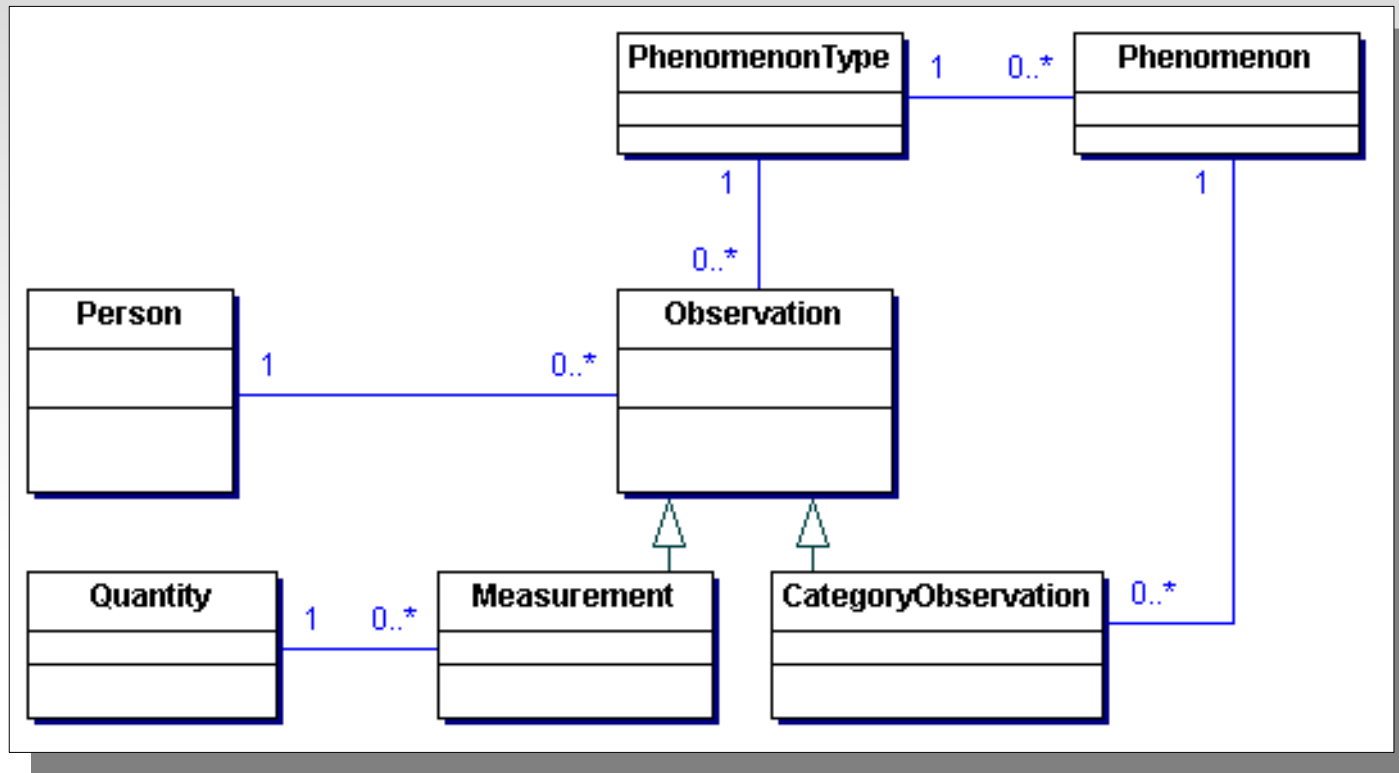 PhenomenonType
1 0..*
Phenomenon
1
1
0..*
Person
Observation
1 0..*
Quantity
Measurement
CategoryObservation
0..*
1 0..*